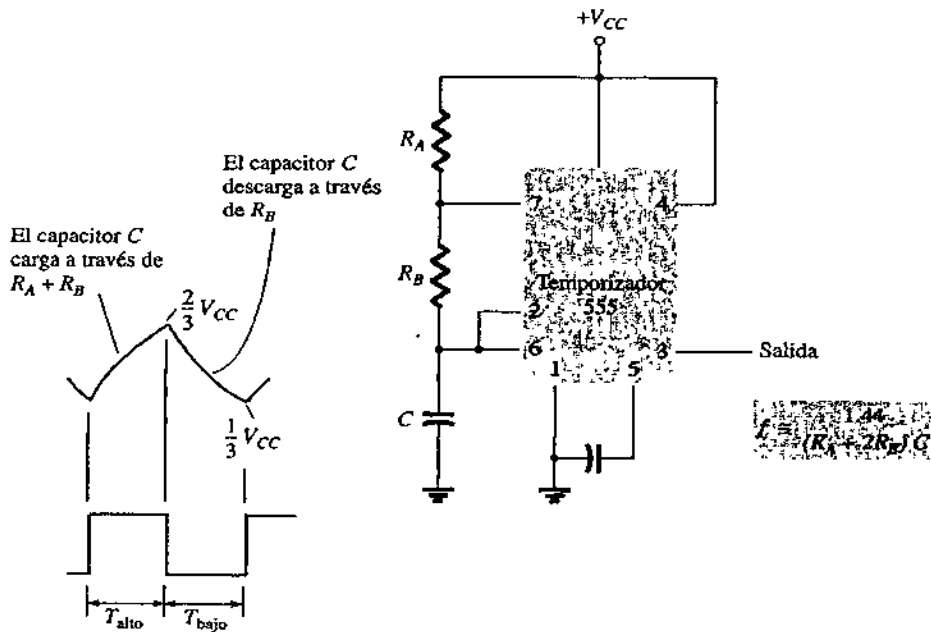 +V_CC
R_A
El capacitor C
descarga a través
de R_B
El capacitor C
carga a través de
R_A + R_B
2/3 V_CC
1/3 V_CC
R_B
7
4
Temporizador
555
2
6
3
1
5
Salida
C
f = 1.44 / (R_A + 2R_B) C
T_alto
T_bajo